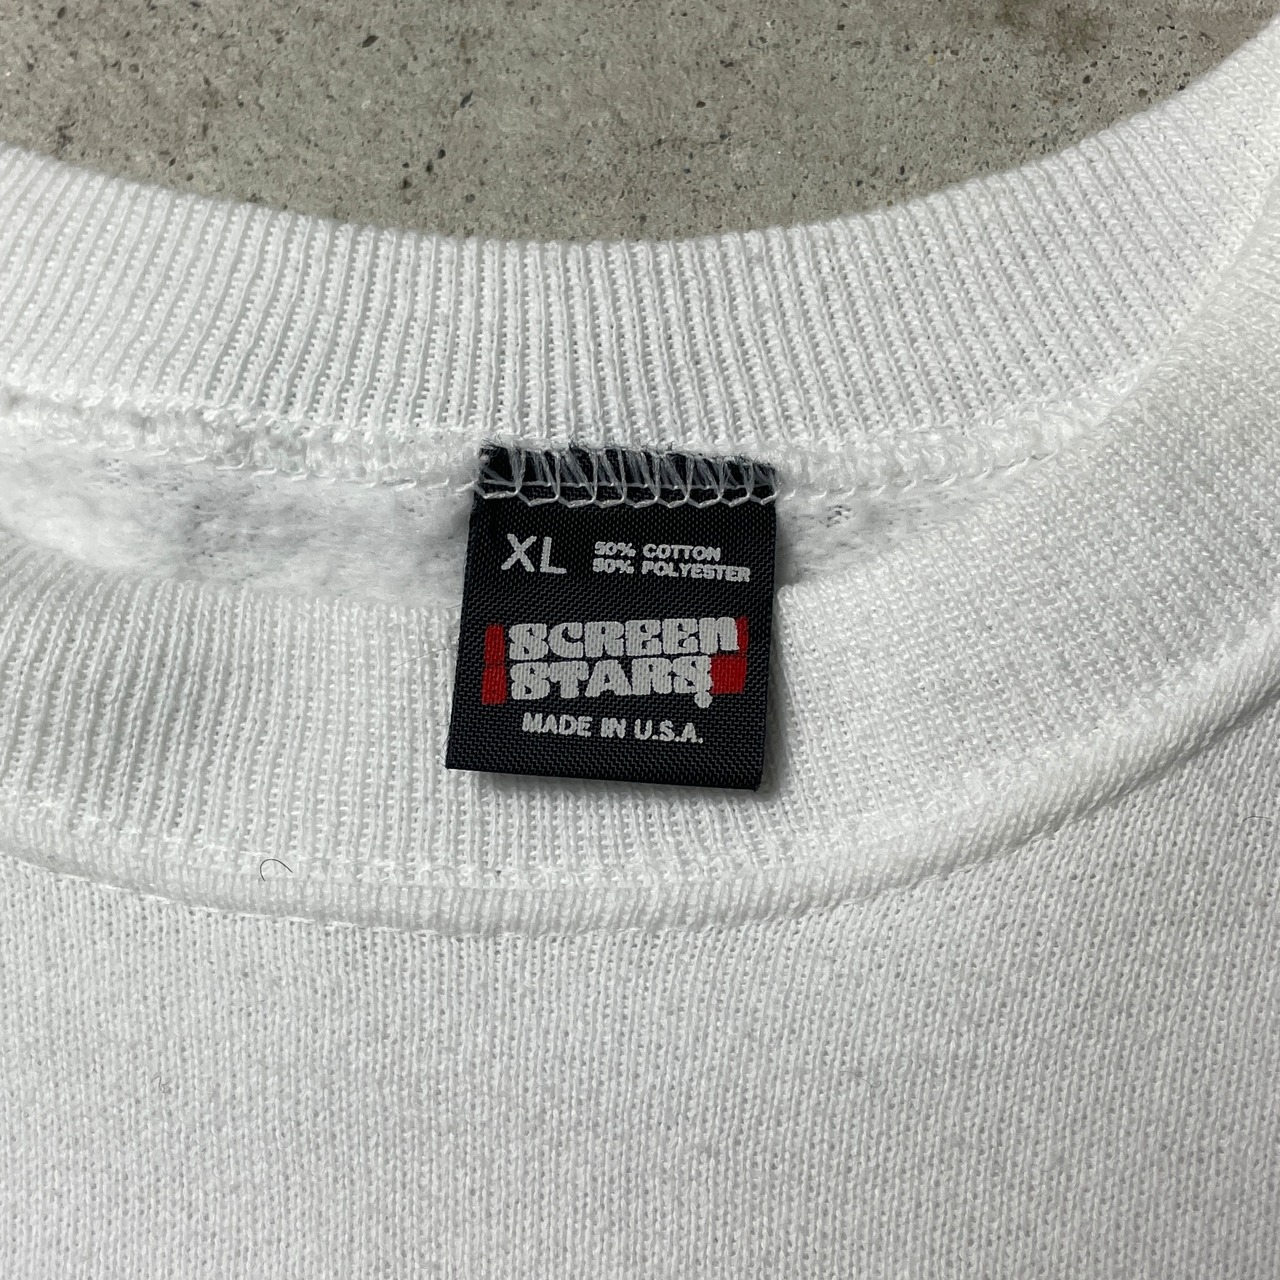 XL
50% COTTON
50% POLYESTER
SCREEN
STARS
MADE IN U.S.A.